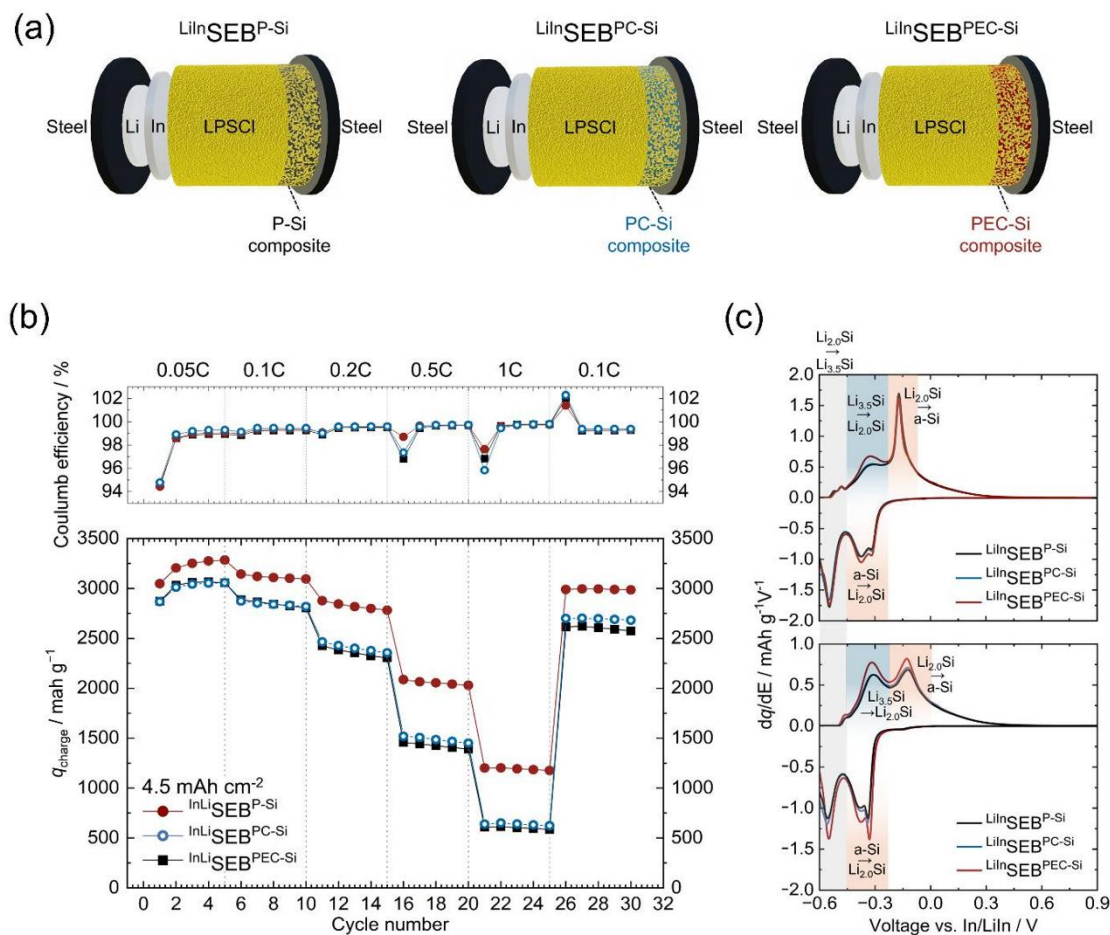 (a)
LiInSEBP-Si
LiInSEBPC-Si
LiInSEBPEC-Si
Steel Li In LPSCl Steel
Steel Li In LPSCl Steel
Steel Li In LPSCl Steel
P-Si
composite
PC-Si
composite
PEC-Si
composite
(b)
0.05C 0.1C 0.2C 0.5C 1C 0.1C
Coulumb efficiency / %
102
100
98
96
94
102
100
98
96
94
qcharge / mah g-1
3500
3000
2500
2000
1500
1000
500
0
3500
3000
2500
2000
1500
1000
500
0
4.5 mAh cm-2
InLiSEBP-Si
InLiSEBPC-Si
InLiSEBPEC-Si
0 2 4 6 8 10 12 14 16 18 20 22 24 26 28 30 32
Cycle number
(c)
Li2.0Si
→
Li3.5Si
Li3.5Si
→
Li2.0Si
Li2.0Si
→
a-Si
a-Si
→
Li2.0Si
2.0
1.5
1.0
0.5
0.0
−0.5
−1.0
−1.5
−2.0
LiInSEBP-Si
LiInSEBPC-Si
LiInSEBPEC-Si
dq/dE / mAh g-1V-1
Li3.5Si
→Li2.0Si
Li2.0Si
→
a-Si
a-Si
→
Li2.0Si
1.0
0.5
0.0
−0.5
−1.0
−1.5
−2.0
LiInSEBP-Si
LiInSEBPC-Si
LiInSEBPEC-Si
−0.6 −0.3 0.0 0.3 0.6 0.9
Voltage vs. In/LiIn / V